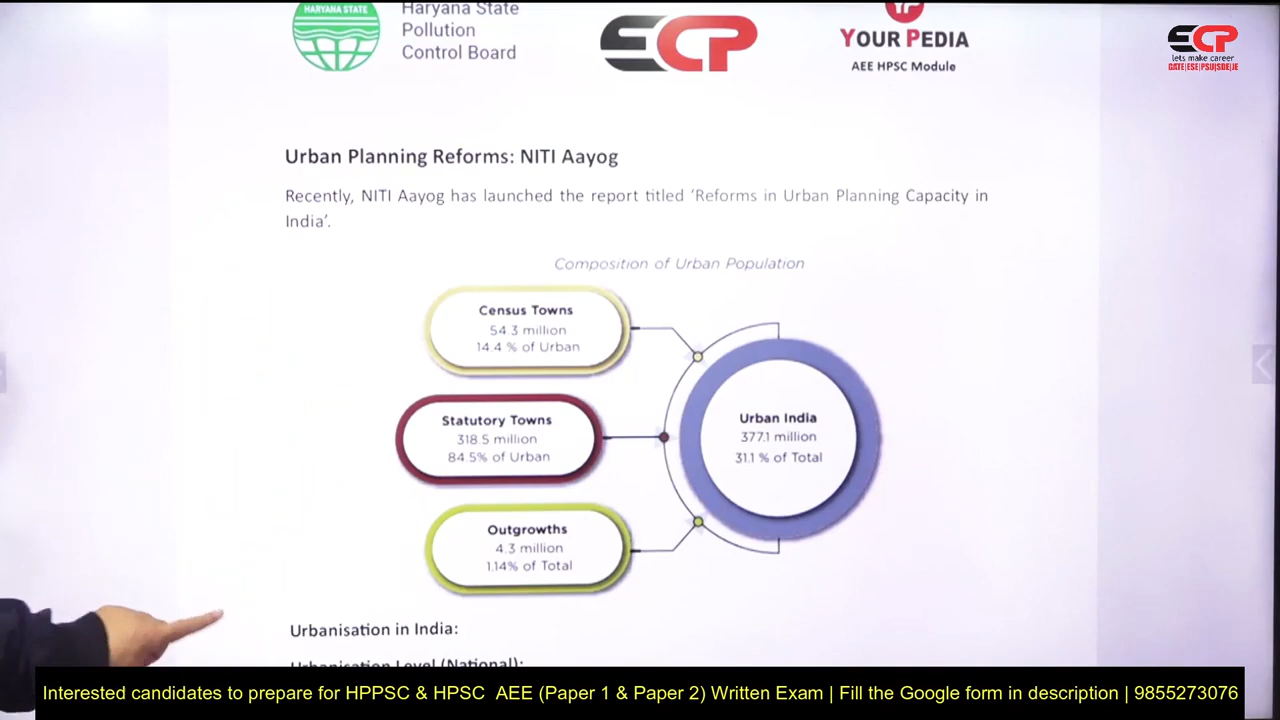 HARYANA STATE
Haryana State
Pollution
Control Board
ECP
YOUR PEDIA
AEE HPSC Module
ECP
lets make career
GATE|ESE|PSU|SDE|JE
Urban Planning Reforms: NITI Aayog
Recently, NITI Aayog has launched the report titled ‘Reforms in Urban Planning Capacity in
India’.
Composition of Urban Population
Census Towns
54.3 million
14.4 % of Urban
Statutory Towns
318.5 million
84.5% of Urban
Outgrowths
4.3 million
1.14% of Total
Urban India
377.1 million
31.1 % of Total
Urbanisation in India:
Urbanisation Level (National):
Interested candidates to prepare for HPPSC & HPSC AEE (Paper 1 & Paper 2) Written Exam | Fill the Google form in description | 9855273076